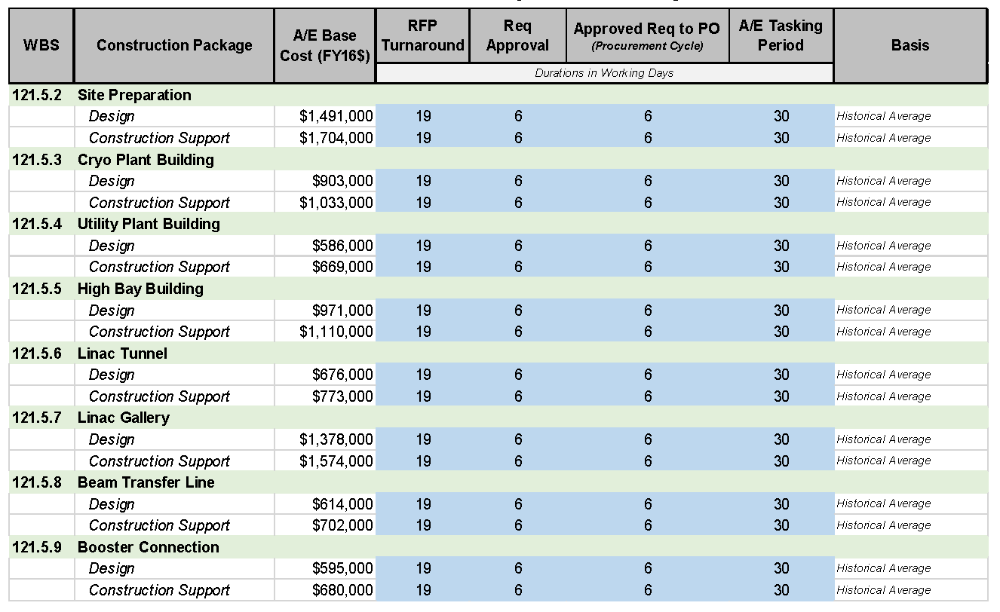 WBS Construction Package A/E Base Cost (FY16$) RFP Turnaround Req Approval Approved Req to PO (Procurement Cycle) A/E Tasking Period Basis
Durations in Working Days
121.5.2 Site Preparation
Design $1,491,000 19 6 6 30 Historical Average
Construction Support $1,704,000 19 6 6 30 Historical Average
121.5.3 Cryo Plant Building
Design $903,000 19 6 6 30 Historical Average
Construction Support $1,033,000 19 6 6 30 Historical Average
121.5.4 Utility Plant Building
Design $586,000 19 6 6 30 Historical Average
Construction Support $669,000 19 6 6 30 Historical Average
121.5.5 High Bay Building
Design $971,000 19 6 6 30 Historical Average
Construction Support $1,110,000 19 6 6 30 Historical Average
121.5.6 Linac Tunnel
Design $676,000 19 6 6 30 Historical Average
Construction Support $773,000 19 6 6 30 Historical Average
121.5.7 Linac Gallery
Design $1,378,000 19 6 6 30 Historical Average
Construction Support $1,574,000 19 6 6 30 Historical Average
121.5.8 Beam Transfer Line
Design $614,000 19 6 6 30 Historical Average
Construction Support $702,000 19 6 6 30 Historical Average
121.5.9 Booster Connection
Design $595,000 19 6 6 30 Historical Average
Construction Support $680,000 19 6 6 30 Historical Average